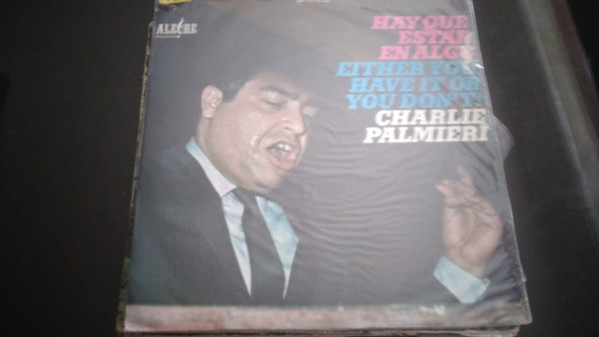 ALEGRE
HAY QUE
ESTAR
EN ALGO
EITHER YOU
HAVE IT OR
YOU DON'T!
CHARLIE
PALMIERI